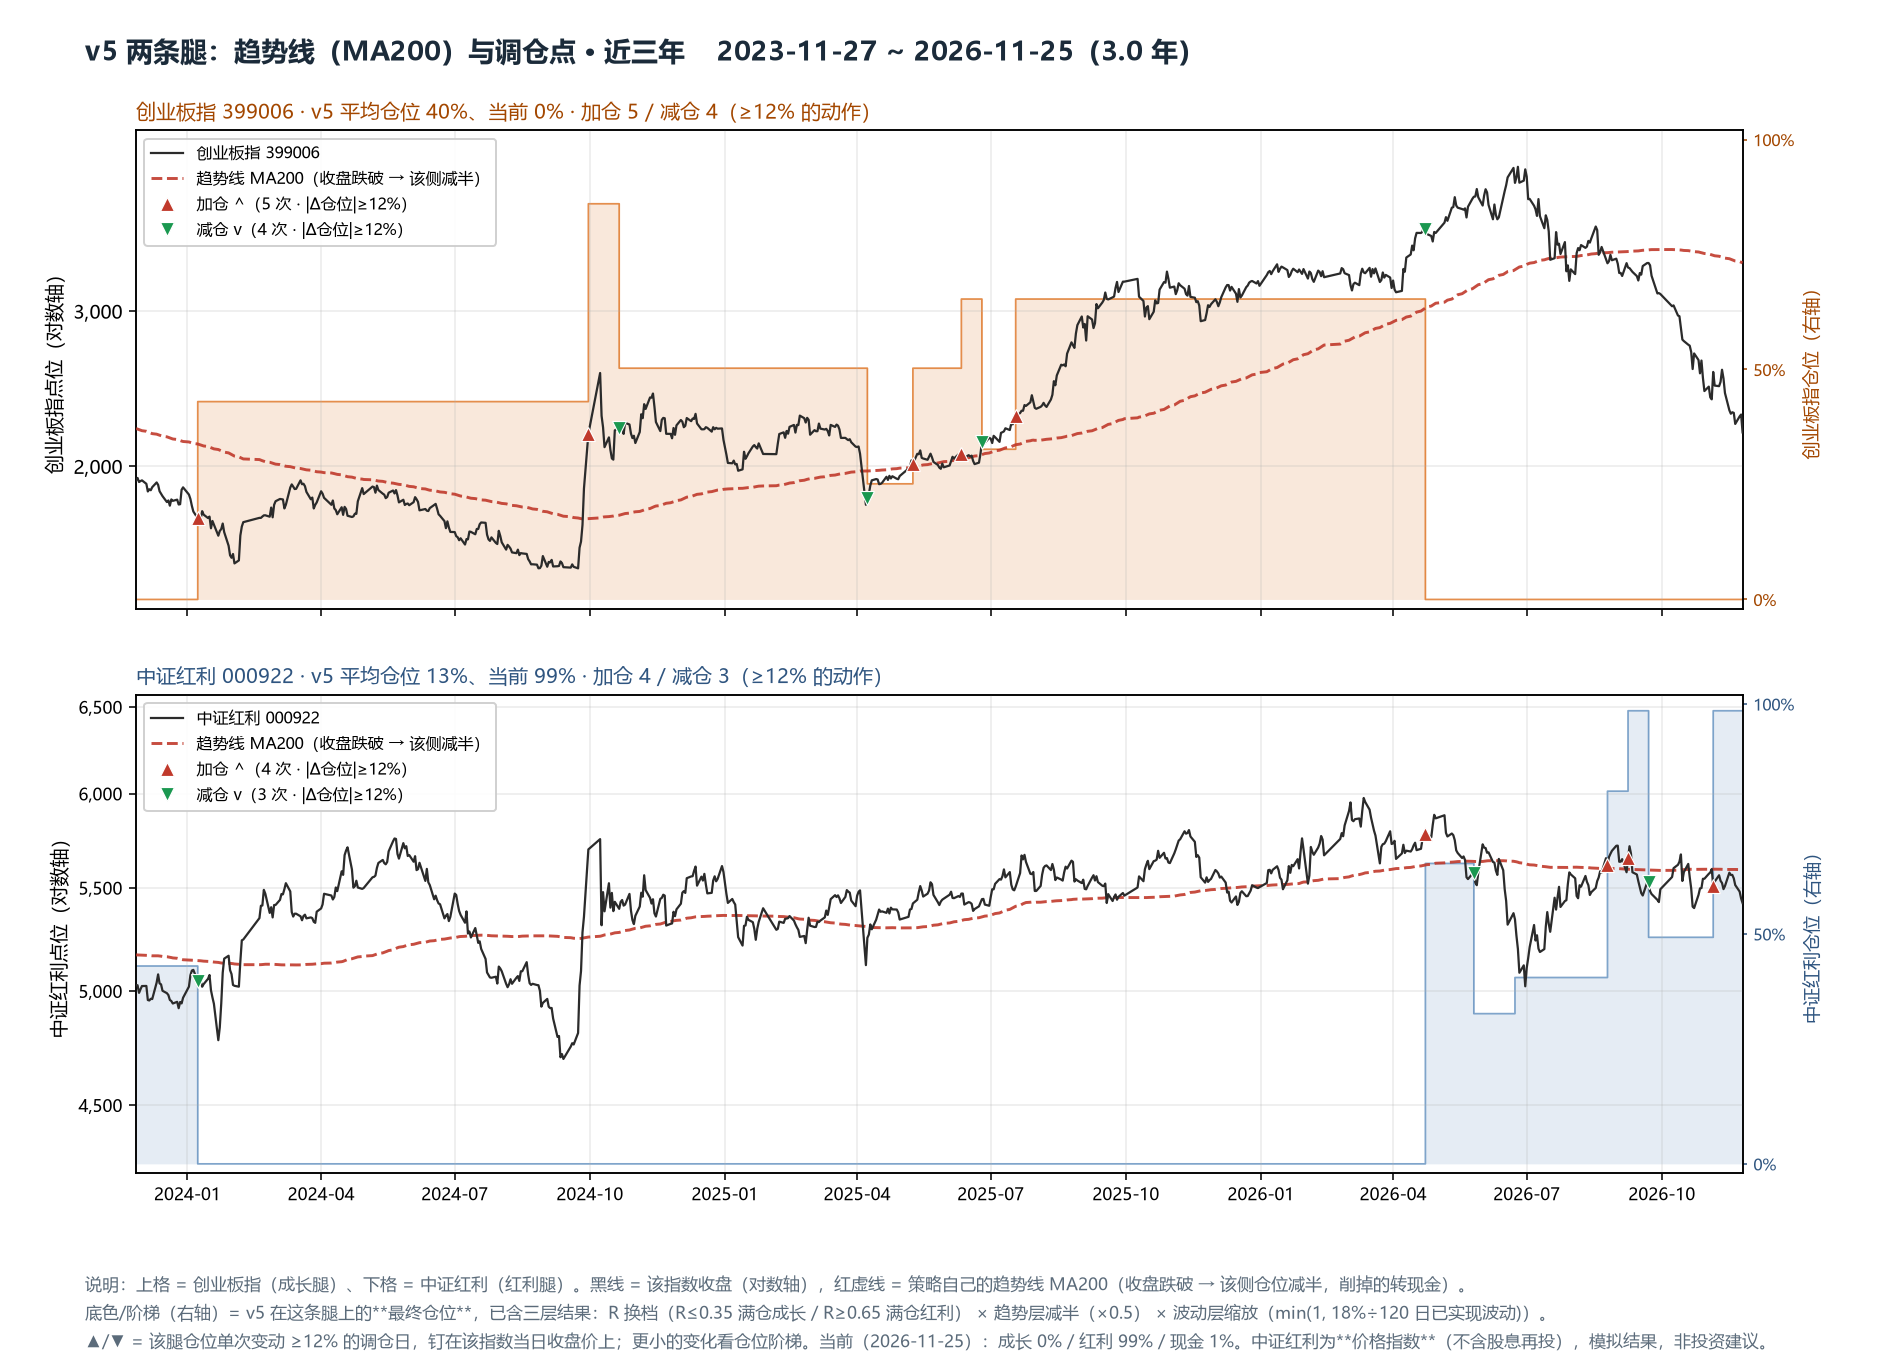 v5 两条腿：趋势线（MA200）与调仓点 • 近三年　2023-11-27 ~ 2026-11-25（3.0 年）
创业板指 399006 · v5 平均仓位 40%、当前 0% · 加仓 5 / 减仓 4（≥12% 的动作）
创业板指 399006
趋势线 MA200（收盘跌破 → 该侧减半）
加仓 ^（5 次 · |Δ仓位|≥12%）
减仓 v（4 次 · |Δ仓位|≥12%）
创业板指点位（对数轴）
3,000
2,000
100%
50%
0%
创业板指仓位（右轴）
中证红利 000922 · v5 平均仓位 13%、当前 99% · 加仓 4 / 减仓 3（≥12% 的动作）
中证红利 000922
趋势线 MA200（收盘跌破 → 该侧减半）
加仓 ^（4 次 · |Δ仓位|≥12%）
减仓 v（3 次 · |Δ仓位|≥12%）
中证红利点位（对数轴）
6,500
6,000
5,500
5,000
4,500
100%
50%
0%
中证红利仓位（右轴）
2024-01 2024-04 2024-07 2024-10 2025-01 2025-04 2025-07 2025-10 2026-01 2026-04 2026-07 2026-10
说明：上格 = 创业板指（成长腿）、下格 = 中证红利（红利腿）。黑线 = 该指数收盘（对数轴），红虚线 = 策略自己的趋势线 MA200（收盘跌破 → 该侧仓位减半，削掉的转现金）。
底色/阶梯（右轴）= v5 在这条腿上的**最终仓位**，已含三层结果：R 换档（R≤0.35 满仓成长 / R≥0.65 满仓红利） × 趋势层减半（×0.5） × 波动层缩放（min(1, 18%÷120 日已实现波动)）。
▲/▼ = 该腿仓位单次变动 ≥12% 的调仓日，钉在该指数当日收盘价上；更小的变化看仓位阶梯。当前（2026-11-25）：成长 0% / 红利 99% / 现金 1%。中证红利为**价格指数**（不含股息再投），模拟结果，非投资建议。